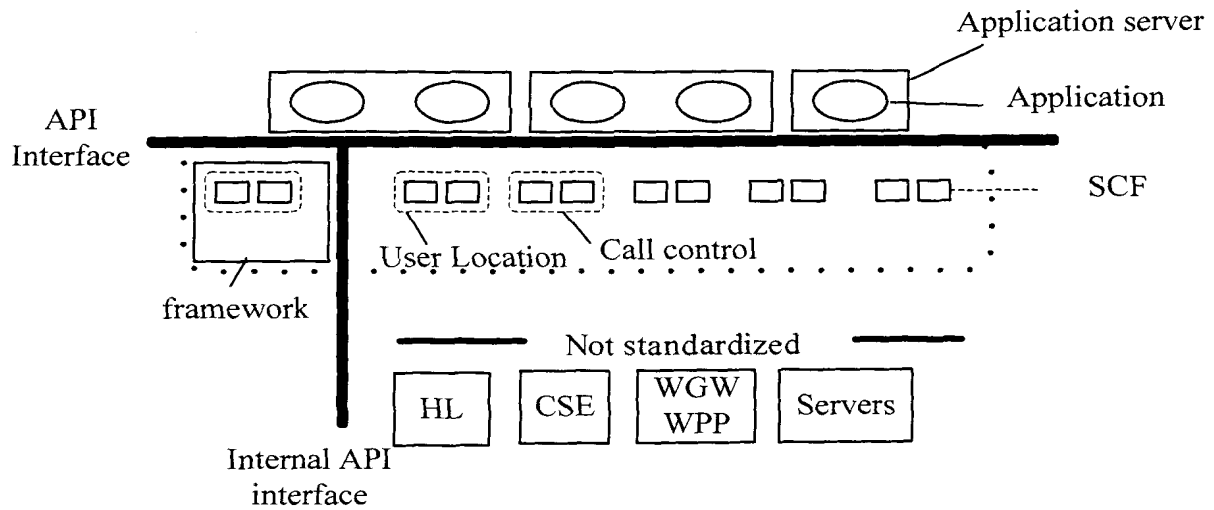 Application server
Application
API
Interface
SCF
User Location
Call control
framework
Not standardized
HL
CSE
WGW
WPP
Servers
Internal API
interface